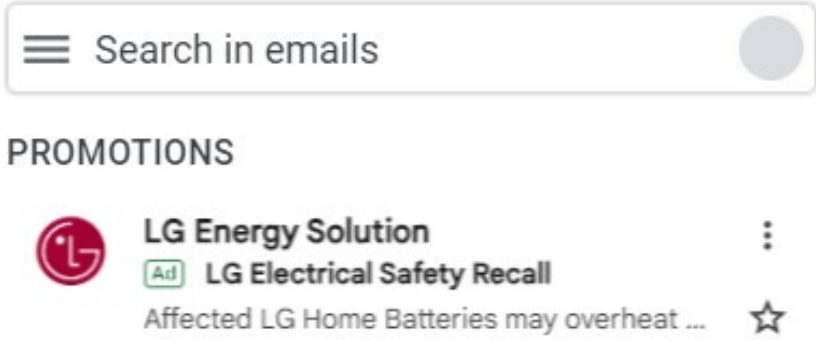 Search in emails
PROMOTIONS
LG Energy Solution
Ad LG Electrical Safety Recall
Affected LG Home Batteries may overheat ...